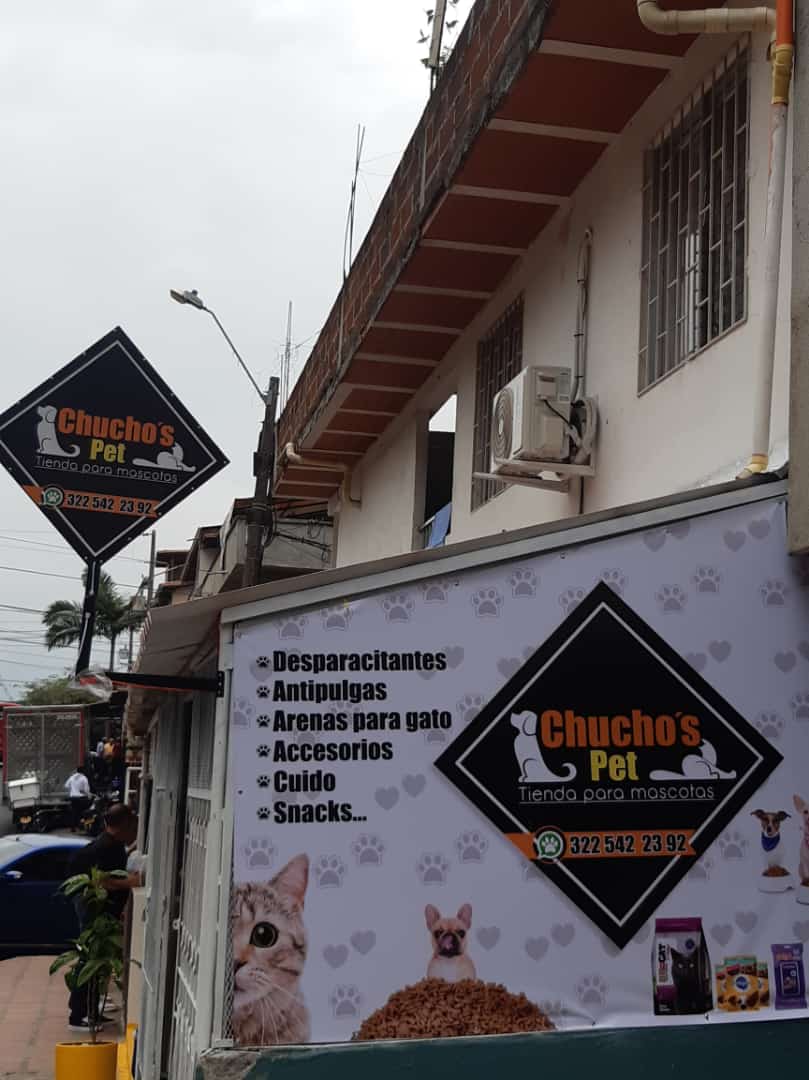 Chucho´s
Pet
Tienda para mascotas
322 542 23 92
Desparacitantes
Antipulgas
Arenas para gato
Accesorios
Cuido
Snacks...
Chucho´s
Pet
Tienda para mascotas
322 542 23 92
CAT